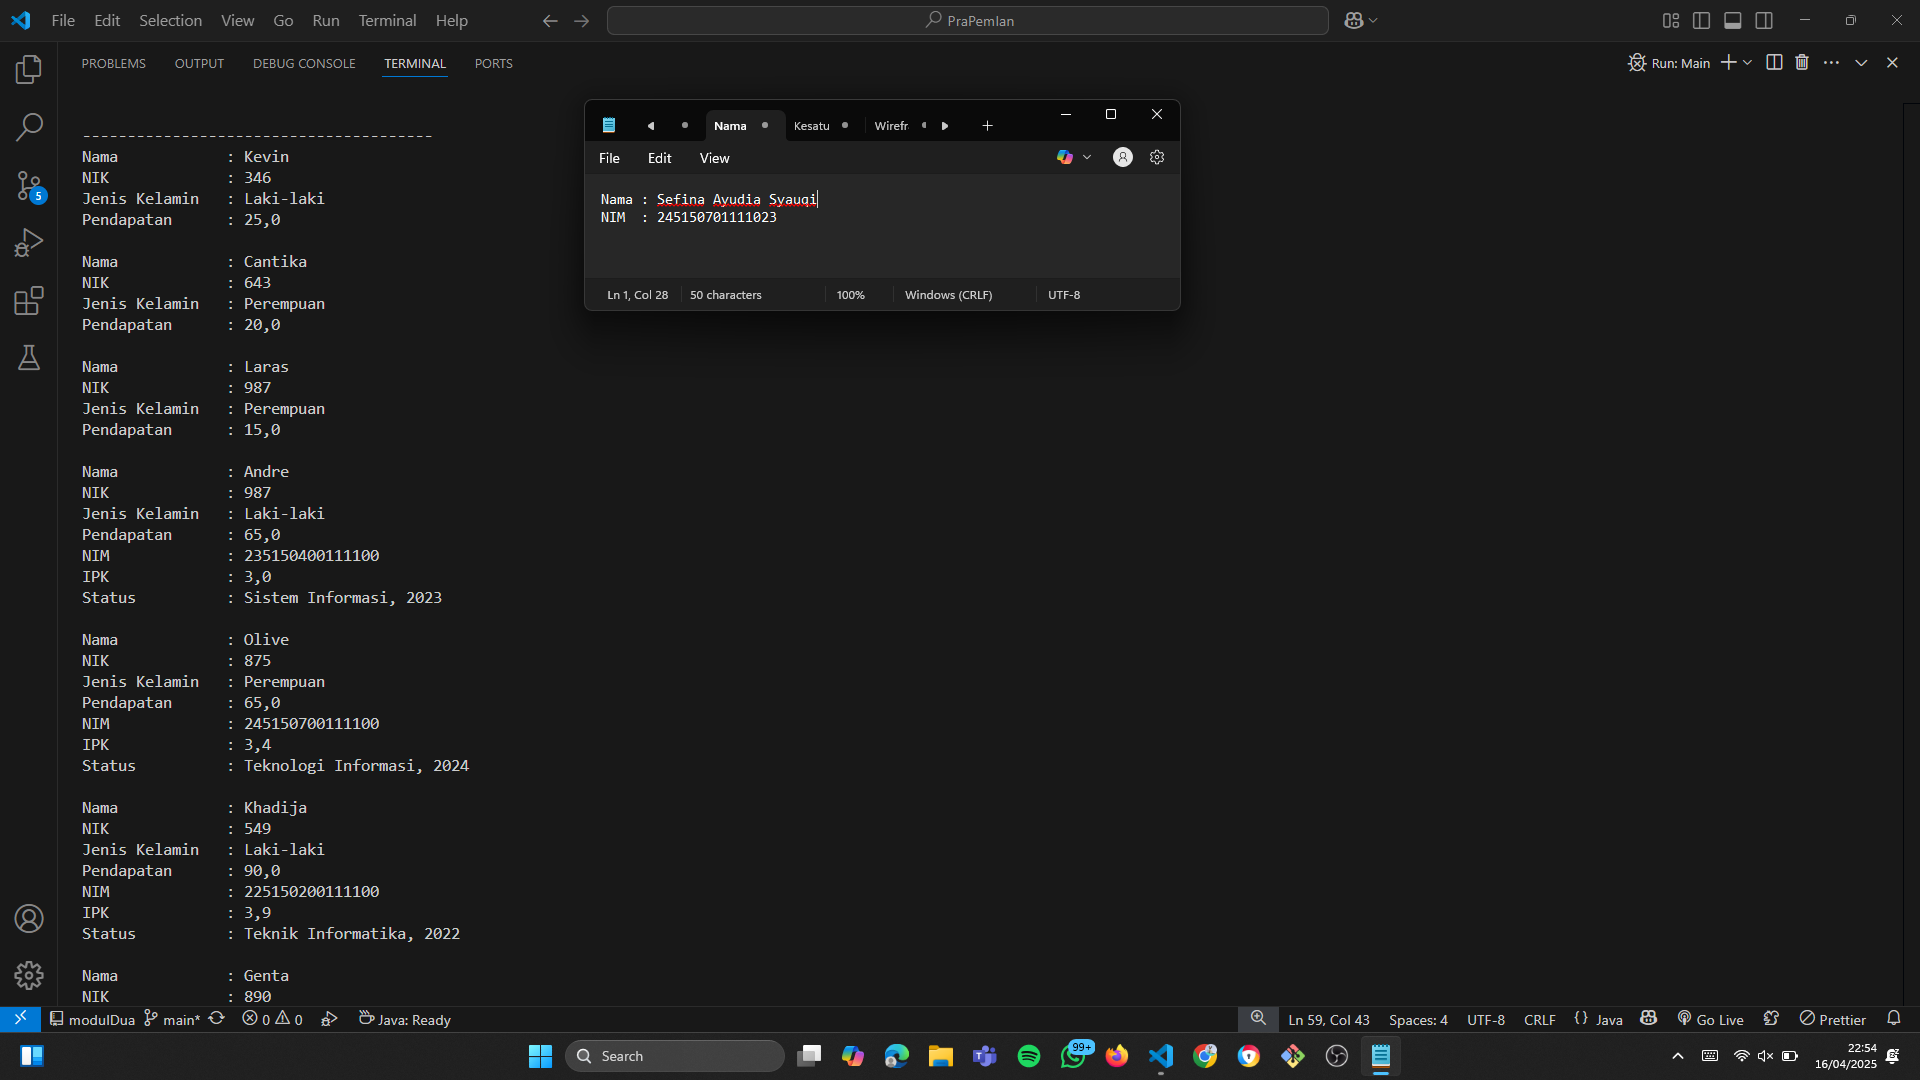 File Edit Selection View Go Run Terminal Help
PraPemlan
PROBLEMS OUTPUT DEBUG CONSOLE TERMINAL PORTS
Run: Main
----------------------------------------
Nama : Kevin
NIK : 346
Jenis Kelamin : Laki-laki
Pendapatan : 25,0
Nama : Cantika
NIK : 643
Jenis Kelamin : Perempuan
Pendapatan : 20,0
Nama : Laras
NIK : 987
Jenis Kelamin : Perempuan
Pendapatan : 15,0
Nama : Andre
NIK : 987
Jenis Kelamin : Laki-laki
Pendapatan : 65,0
NIM : 235150400111100
IPK : 3,0
Status : Sistem Informasi, 2023
Nama : Olive
NIK : 875
Jenis Kelamin : Perempuan
Pendapatan : 65,0
NIM : 245150700111100
IPK : 3,4
Status : Teknologi Informasi, 2024
Nama : Khadija
NIK : 549
Jenis Kelamin : Laki-laki
Pendapatan : 90,0
NIM : 225150200111100
IPK : 3,9
Status : Teknik Informatika, 2022
Nama : Genta
NIK : 890
Nama Kesatu Wirefr
File Edit View
Nama : Sefina Ayudia Syauqi
NIM : 245150701111023
Ln 1, Col 28 50 characters 100% Windows (CRLF) UTF-8
5
modulDua main* 0 0 Java: Ready
Ln 59, Col 43 Spaces: 4 UTF-8 CRLF {} Java Go Live Prettier
Search
99+
22:54
16/04/2025